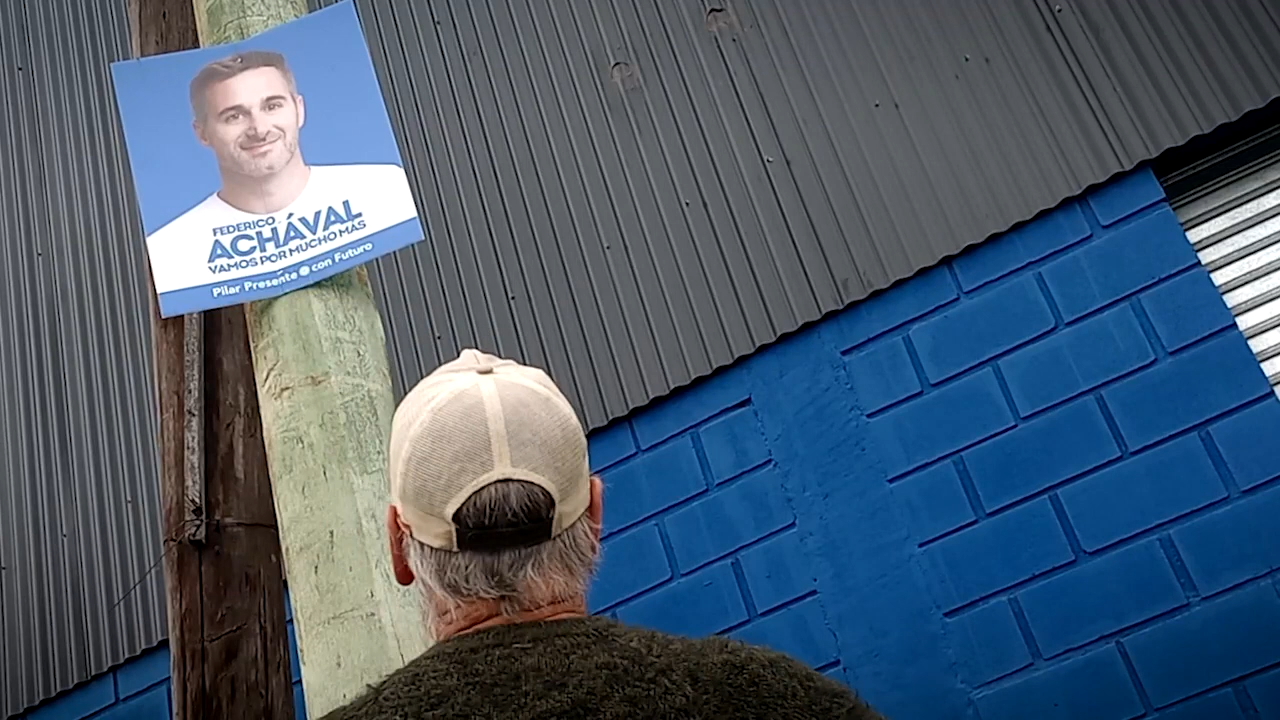 FEDERICO
ACHÁVAL
VAMOS POR MUCHO MÁS
Pilar Presente con Futuro